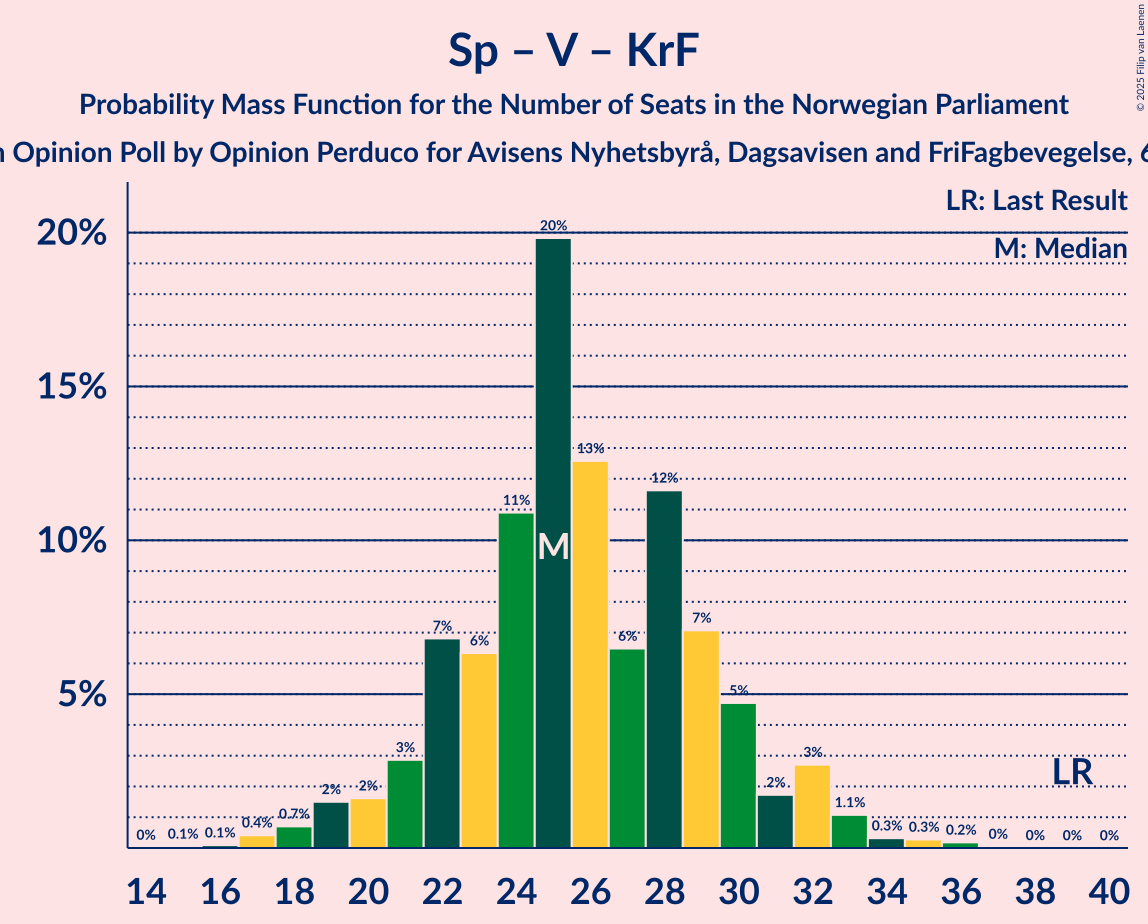 Sp – V – KrF
Probability Mass Function for the Number of Seats in the Norwegian Parliament
Opinion Poll by Opinion Perduco for Avisens Nyhetsbyrå, Dagsavisen and FriFagbevegelse,
© 2025 Filip van Laenen
LR: Last Result
M: Median
20%
15%
10%
5%
0% 0.1% 0.1% 0.4% 0.7% 2% 2% 3% 7% 6% 11% 20% 13% 6% 12% 7% 5% 2% 3% 1.1% 0.3% 0.3% 0.2% 0% 0% 0% 0%
M
LR
14 16 18 20 22 24 26 28 30 32 34 36 38 40